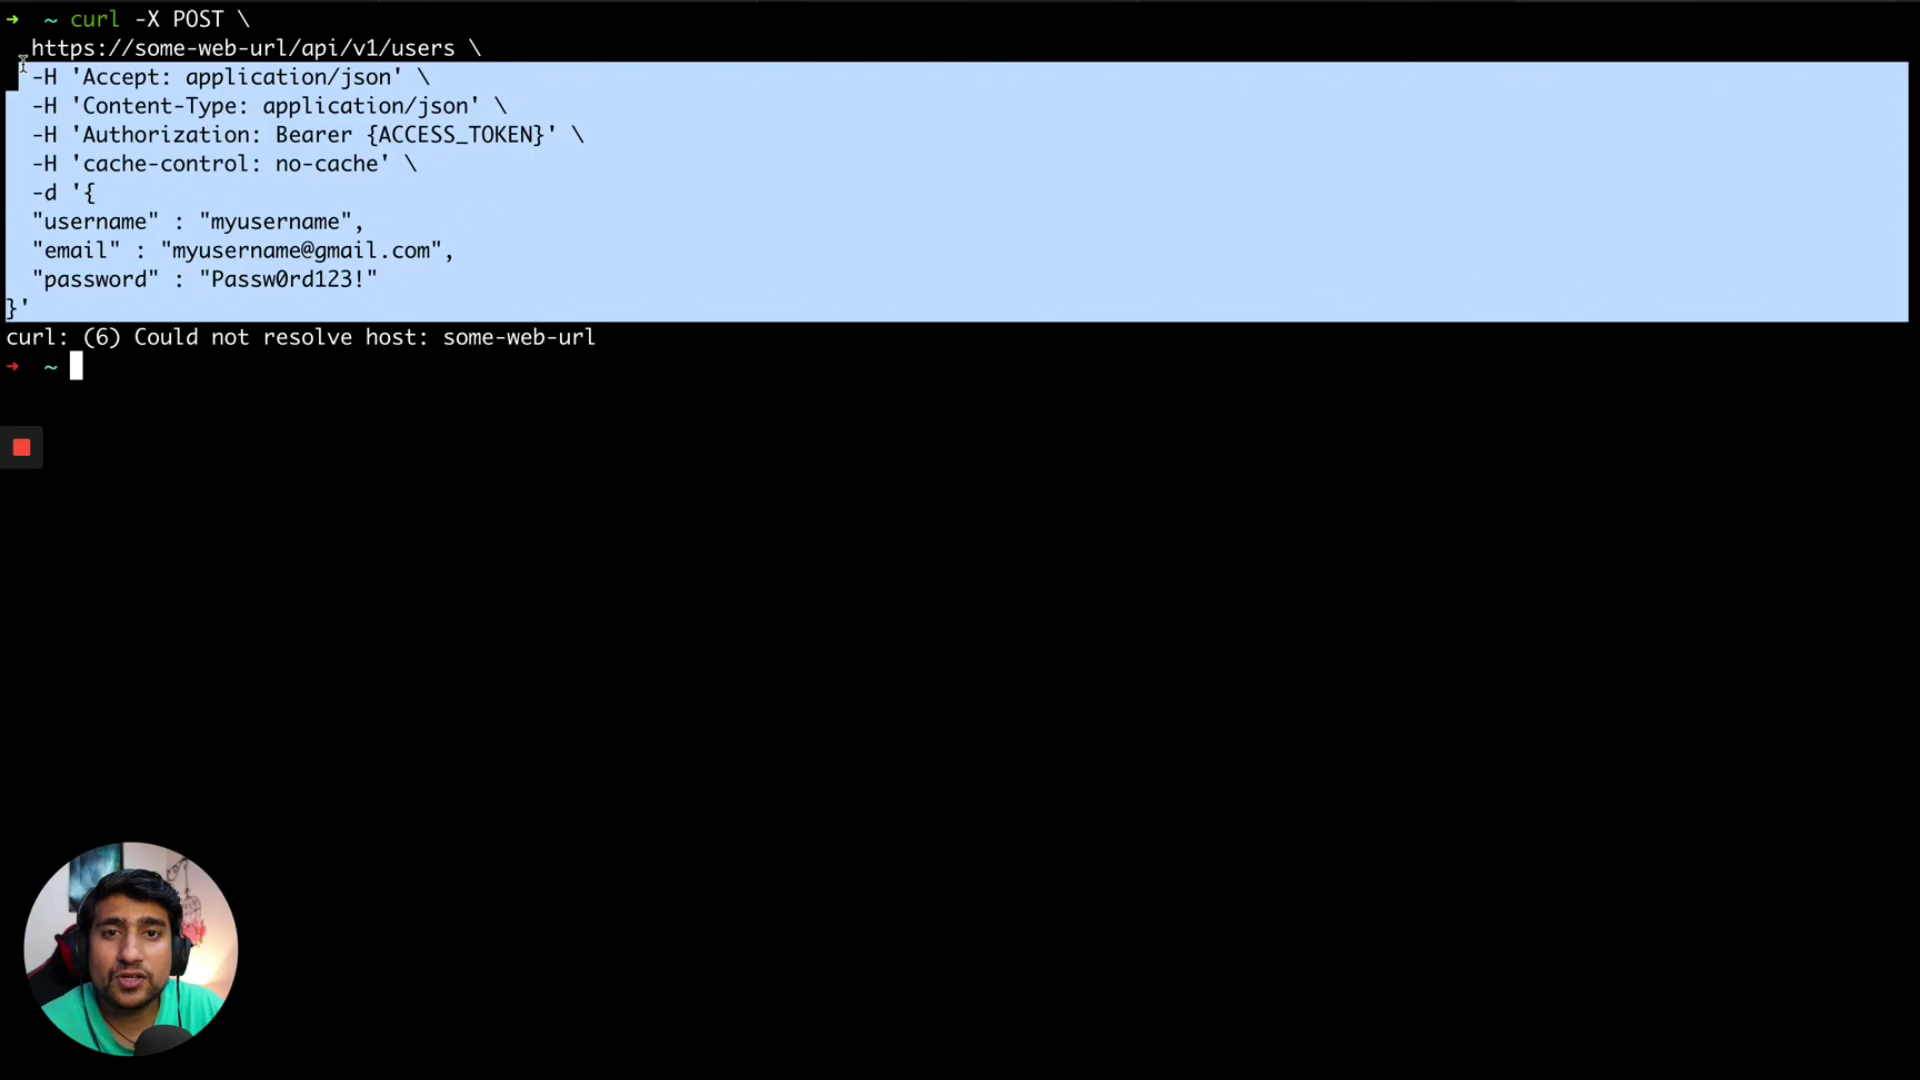 ➜  ~ curl -X POST \
  https://some-web-url/api/v1/users \
  -H 'Accept: application/json' \
  -H 'Content-Type: application/json' \
  -H 'Authorization: Bearer {ACCESS_TOKEN}' \
  -H 'cache-control: no-cache' \
  -d '{
  "username" : "myusername",
  "email" : "myusername@gmail.com",
  "password" : "Passw0rd123!"
}'
curl: (6) Could not resolve host: some-web-url
➜  ~